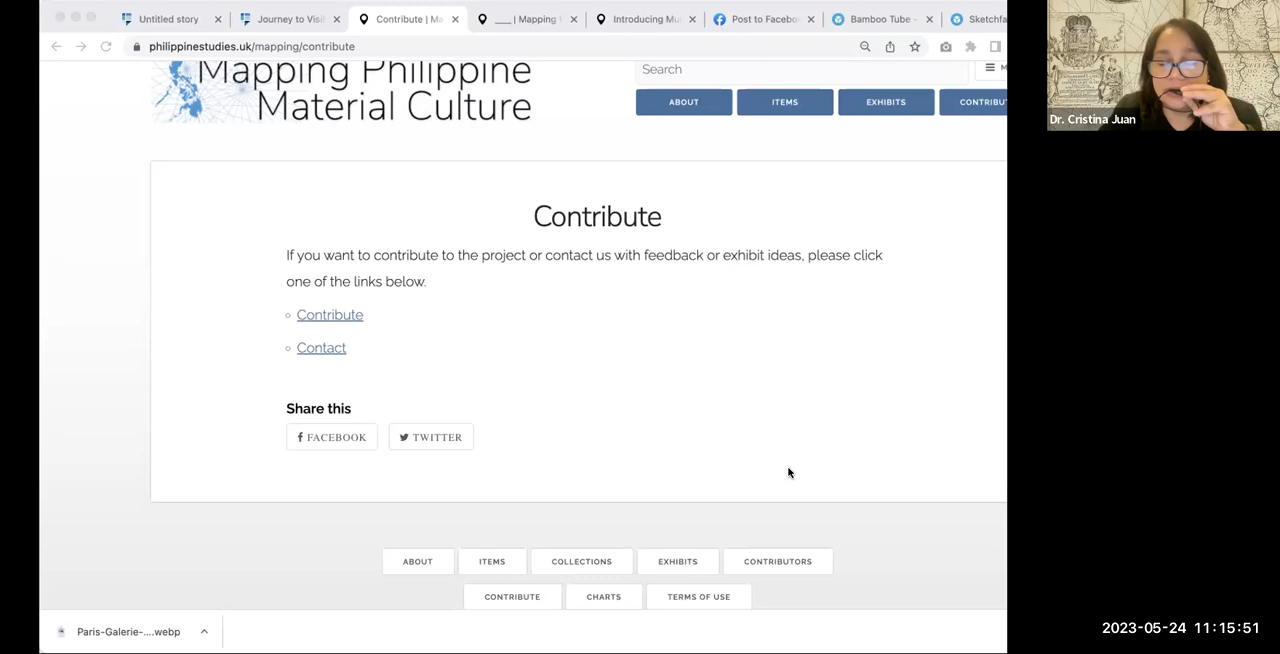 Untitled story
Journey to Visi
Contribute | Ma
___ | Mapping
Introducing Mu
Post to Facebo
Bamboo Tube -
Sketchfa
philippinestudies.uk/mapping/contribute
Mapping Philippine
Material Culture
Search
M
ABOUT
ITEMS
EXHIBITS
CONTRIBU
Dr. Cristina Juan
Contribute
If you want to contribute to the project or contact us with feedback or exhibit ideas, please click
one of the links below.
Contribute
Contact
Share this
FACEBOOK
TWITTER
ABOUT
ITEMS
COLLECTIONS
EXHIBITS
CONTRIBUTORS
CONTRIBUTE
CHARTS
TERMS OF USE
Paris-Galerie-....webp
2023-05-24 11:15:51